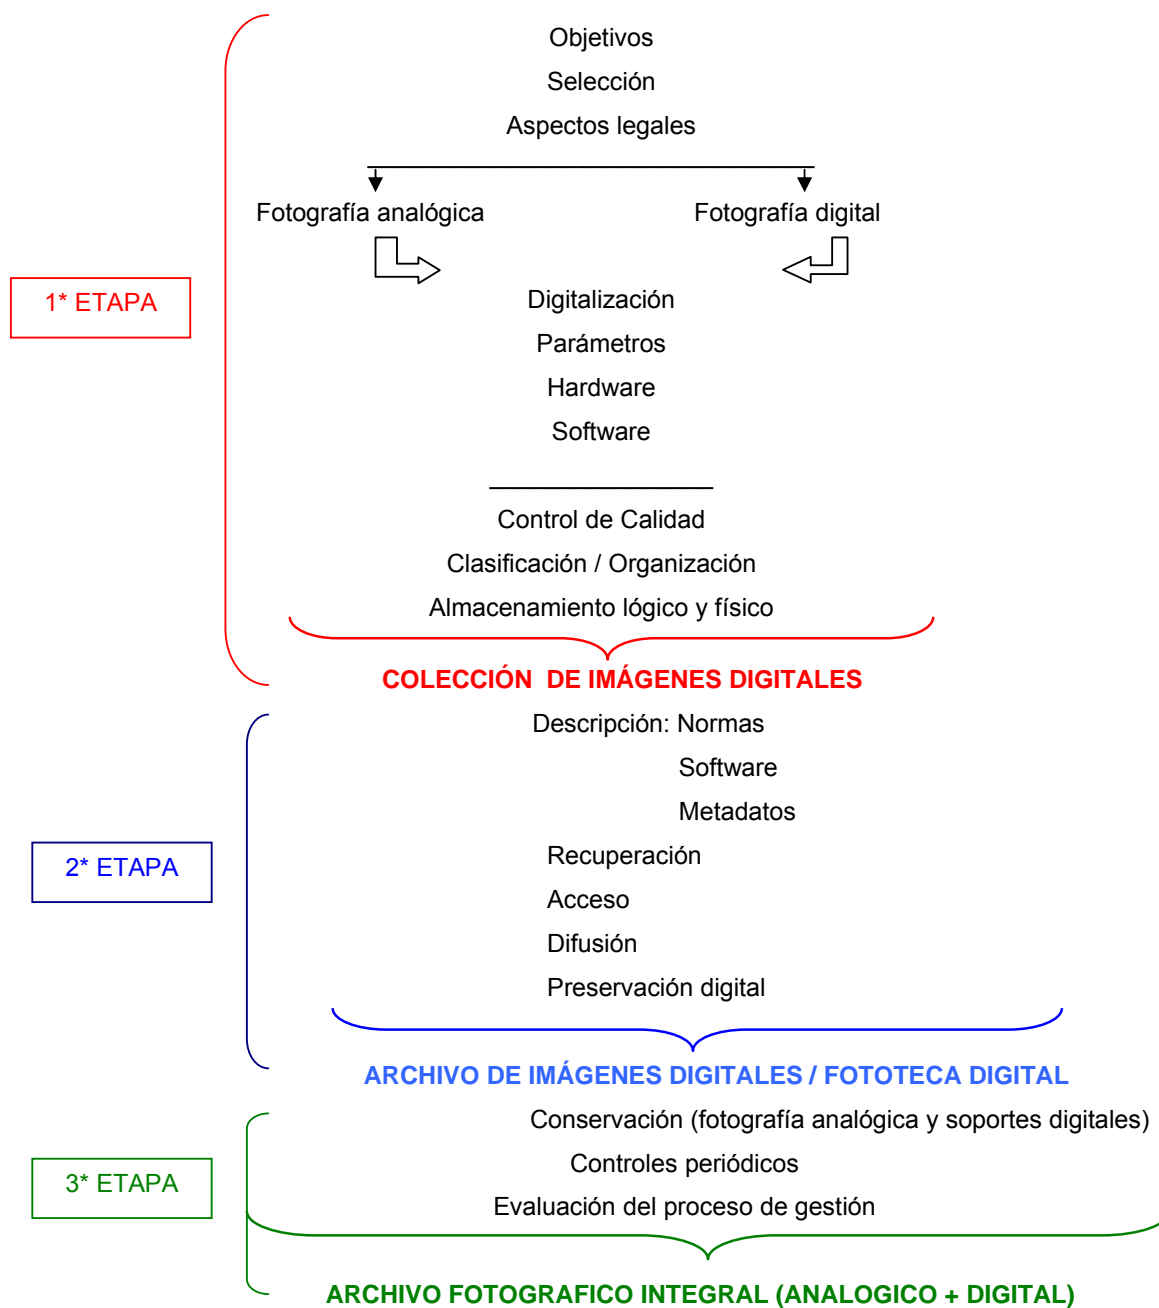 Objetivos
Selección
Aspectos legales
Fotografía analógica
Fotografía digital
1* ETAPA
Digitalización
Parámetros
Hardware
Software
Control de Calidad
Clasificación / Organización
Almacenamiento lógico y físico
COLECCIÓN DE IMÁGENES DIGITALES
Descripción: Normas
Software
Metadatos
2* ETAPA
Recuperación
Acceso
Difusión
Preservación digital
ARCHIVO DE IMÁGENES DIGITALES / FOTOTECA DIGITAL
Conservación (fotografía analógica y soportes digitales)
Controles periódicos
3* ETAPA
Evaluación del proceso de gestión
ARCHIVO FOTOGRAFICO INTEGRAL (ANALOGICO + DIGITAL)